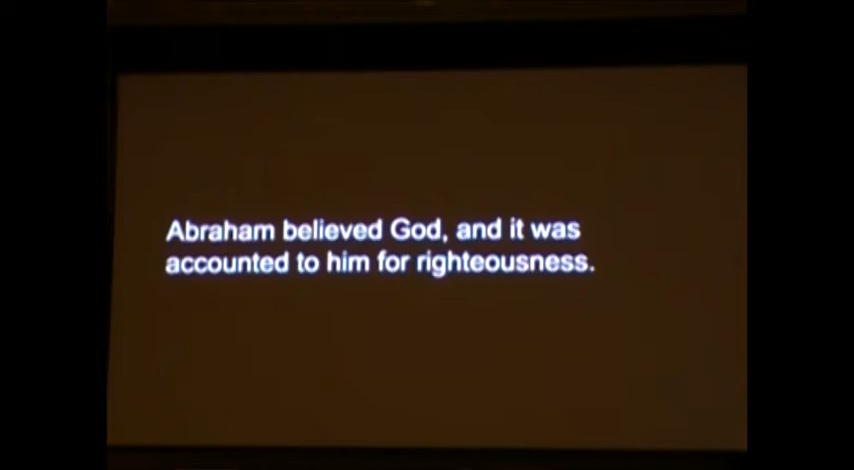 Abraham believed God, and it was
accounted to him for righteousness.